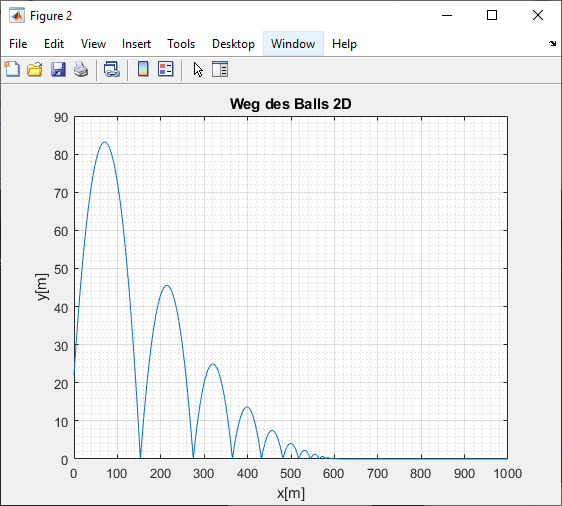 Figure 2
File Edit View Insert Tools Desktop Window Help
Weg des Balls 2D
90
80
70
60
50
40
30
20
10
0
y[m]
0 100 200 300 400 500 600 700 800 900 1000
x[m]